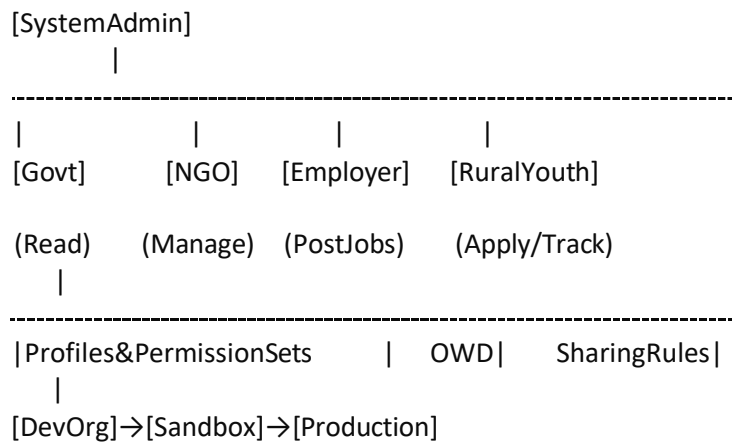 [SystemAdmin]
|
------------------------------------------------------------
| | | |
[Govt] [NGO] [Employer] [RuralYouth]
(Read) (Manage) (PostJobs) (Apply/Track)
|
------------------------------------------------------------
|Profiles&PermissionSets | OWD| SharingRules|
|
[DevOrg]→[Sandbox]→[Production]